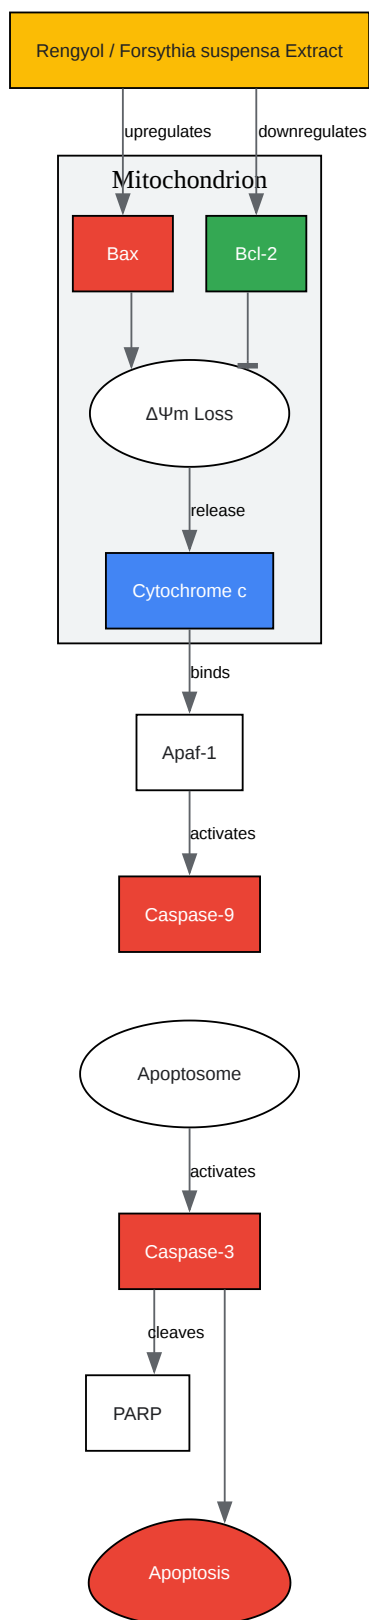 Rengyol / Forsythia suspensa Extract
upregulates
downregulates
Mitochondrion
Bax
Bcl-2
ΔΨm Loss
release
Cytochrome c
binds
Apaf-1
activates
Caspase-9
Apoptosome
activates
Caspase-3
cleaves
PARP
Apoptosis